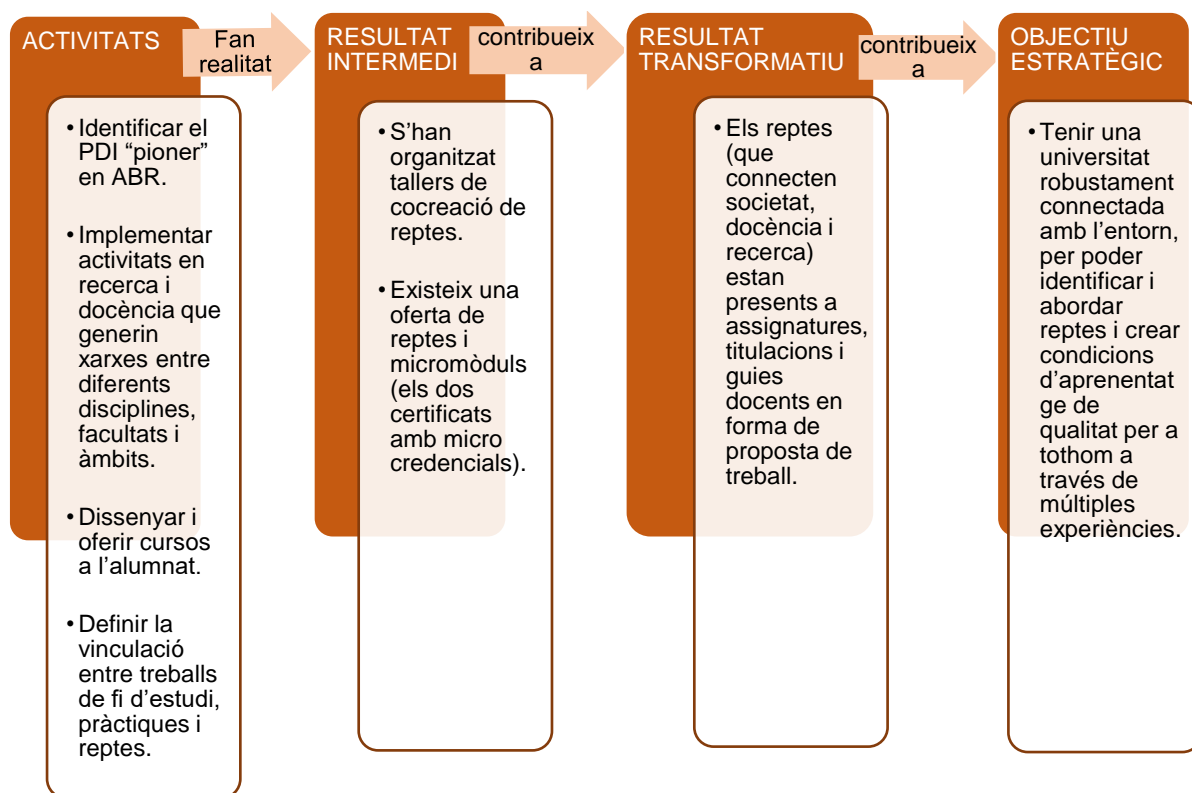 ACTIVITATS
Fan
realitat
RESULTAT
INTERMEDI
contribueix
a
RESULTAT
TRANSFORMATIU
contribueix
a
OBJECTIU
ESTRATÈGIC
• Identificar el
PDI “pioner”
en ABR.
• Implementar
activitats en
recerca i
docència que
generin
xarxes entre
diferents
disciplines,
facultats i
àmbits.
• Dissenyar i
oferir cursos
a l’alumnat.
• Definir la
vinculació
entre treballs
de fi d’estudi,
pràctiques i
reptes.
• S’han
organitzat
tallers de
cocreació de
reptes.
• Existeix una
oferta de
reptes i
micromòduls
(els dos
certificats
amb micro
credencials).
• Els reptes
(que
connecten
societat,
docència i
recerca)
estan
presents a
assignatures,
titulacions i
guies
docents en
forma de
proposta de
treball.
• Tenir una
universitat
robustament
connectada
amb l’entorn,
per poder
identificar i
abordar
reptes i crear
condicions
d’aprenentat
ge de
qualitat per a
tothom a
través de
múltiples
experiències.